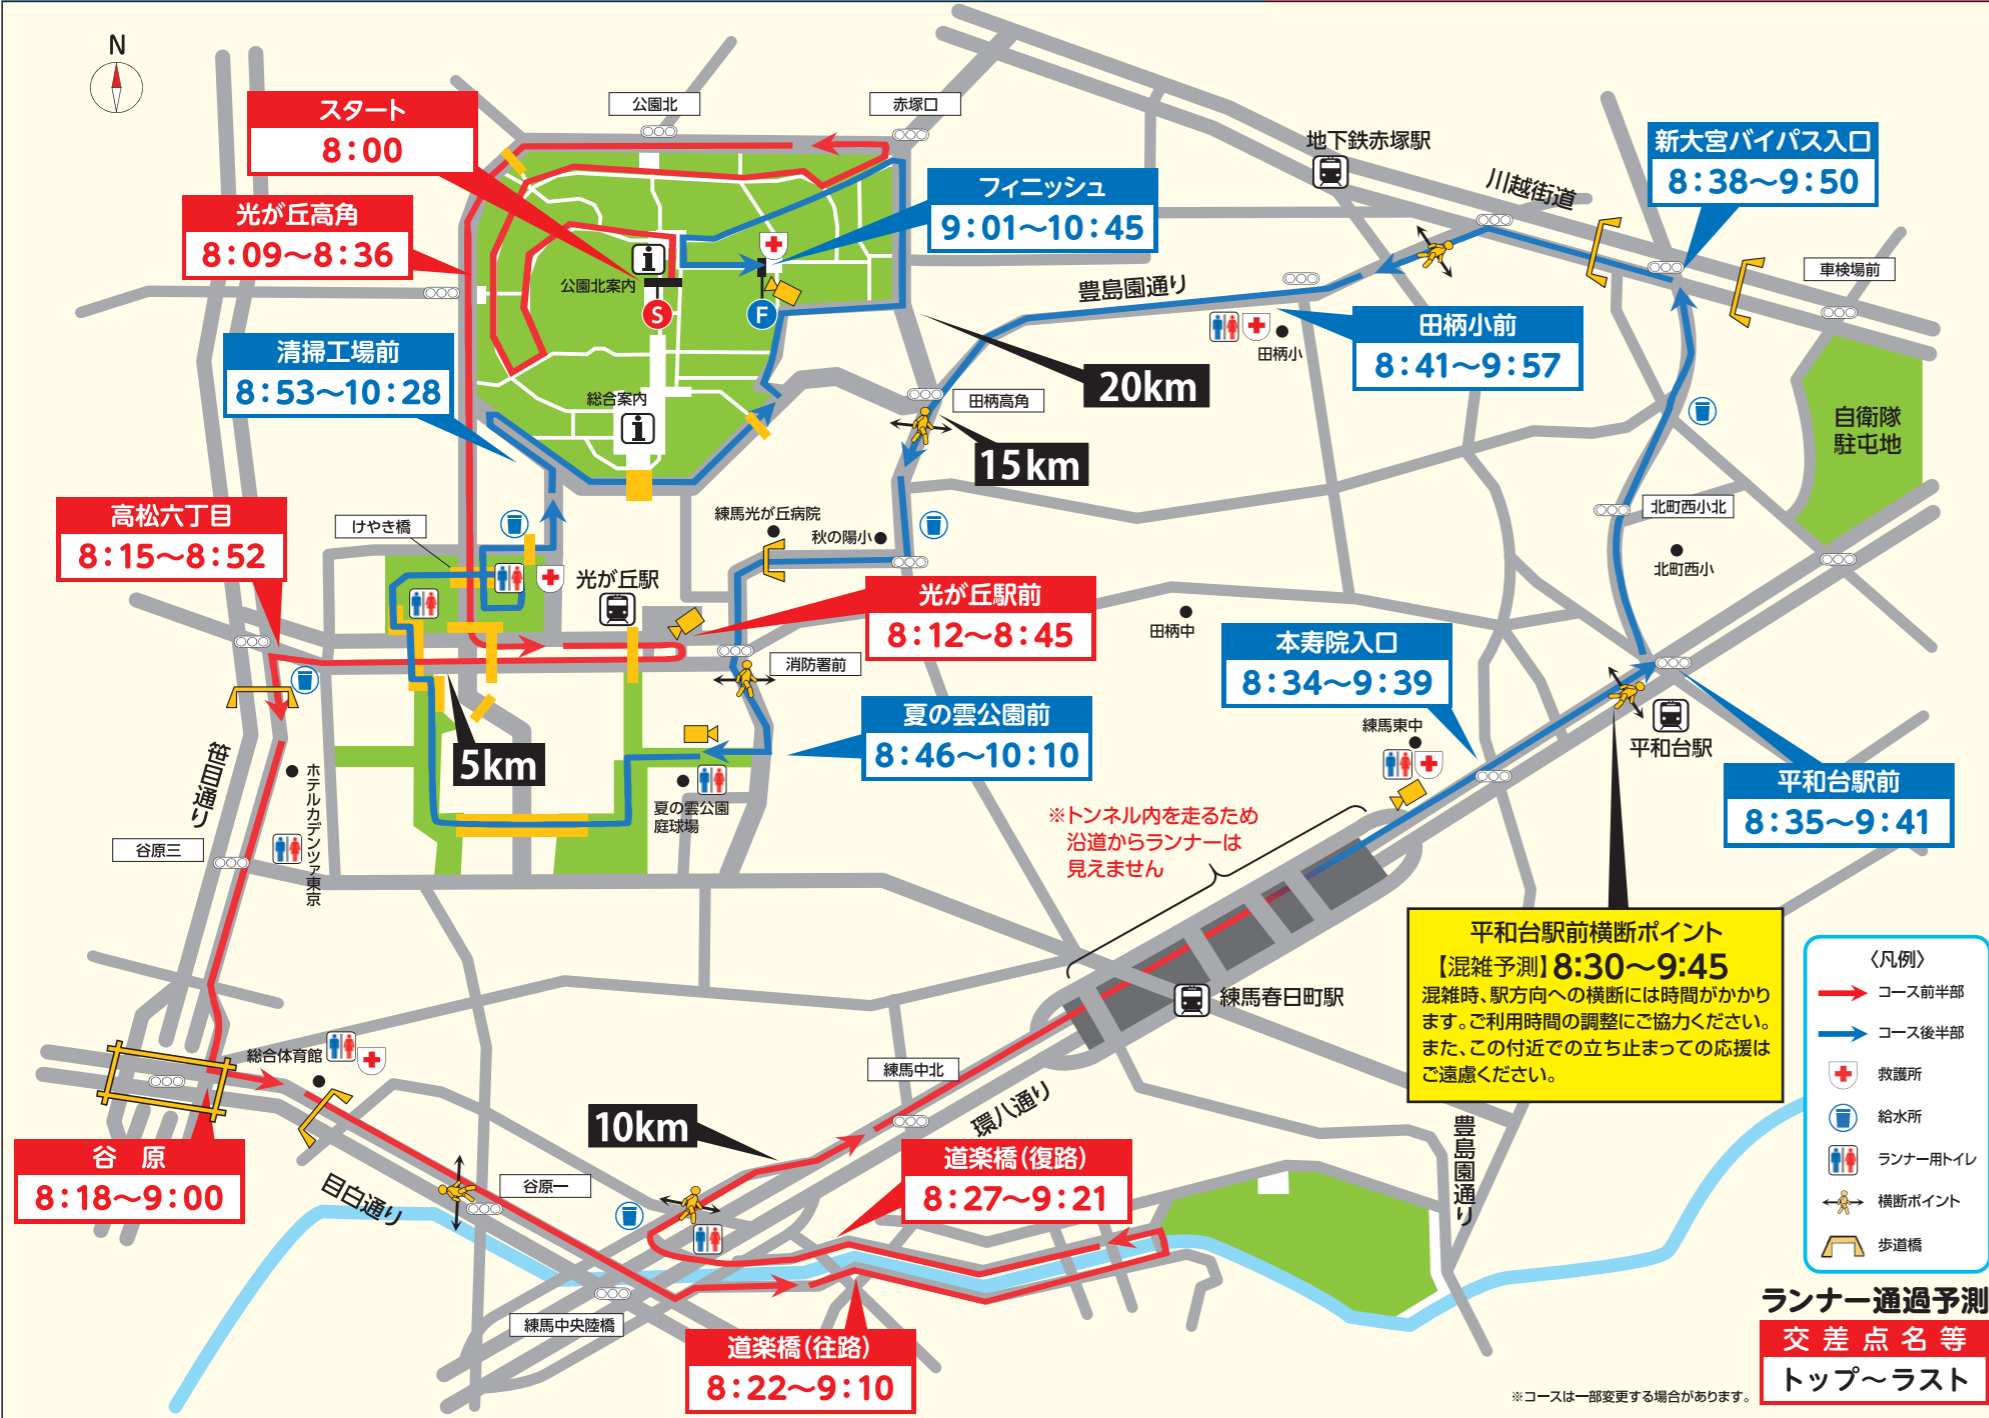 N
スタート
8:00
公園北
赤塚口
地下鉄赤塚駅
新大宮バイパス入口
8:38〜9:50
川越街道
光が丘高角
8:09〜8:36
フィニッシュ
9:01〜10:45
公園北案内
S
F
豊島園通り
車検場前
清掃工場前
8:53〜10:28
田柄小
田柄小前
8:41〜9:57
20km
総合案内
田柄高角
15km
自衛隊
駐屯地
高松六丁目
8:15〜8:52
けやき橋
練馬光が丘病院
秋の陽小
北町西小北
北町西小
光が丘駅
光が丘駅前
8:12〜8:45
田柄中
消防署前
本寿院入口
8:34〜9:39
夏の雲公園前
8:46〜10:10
練馬東中
平和台駅
5km
笹目通り
ホテルカデンツァ東京
夏の雲公園
庭球場
平和台駅前
8:35〜9:41
谷原三
※トンネル内を走るため
沿道からランナーは
見えません
平和台駅前横断ポイント
【混雑予測】8:30〜9:45
混雑時、駅方向への横断には時間がかかり
ます。ご利用時間の調整にご協力ください。
また、この付近での立ち止まっての応援は
ご遠慮ください。
練馬春日町駅
総合体育館
練馬中北
環八通り
10km
谷 原
8:18〜9:00
目白通り
谷原一
道楽橋(復路)
8:27〜9:21
豊島園通り
練馬中央陸橋
道楽橋(往路)
8:22〜9:10
〈凡例〉
コース前半部
コース後半部
救護所
給水所
ランナー用トイレ
横断ポイント
歩道橋
ランナー通過予測
交差点名等
トップ〜ラスト
※コースは一部変更する場合があります。